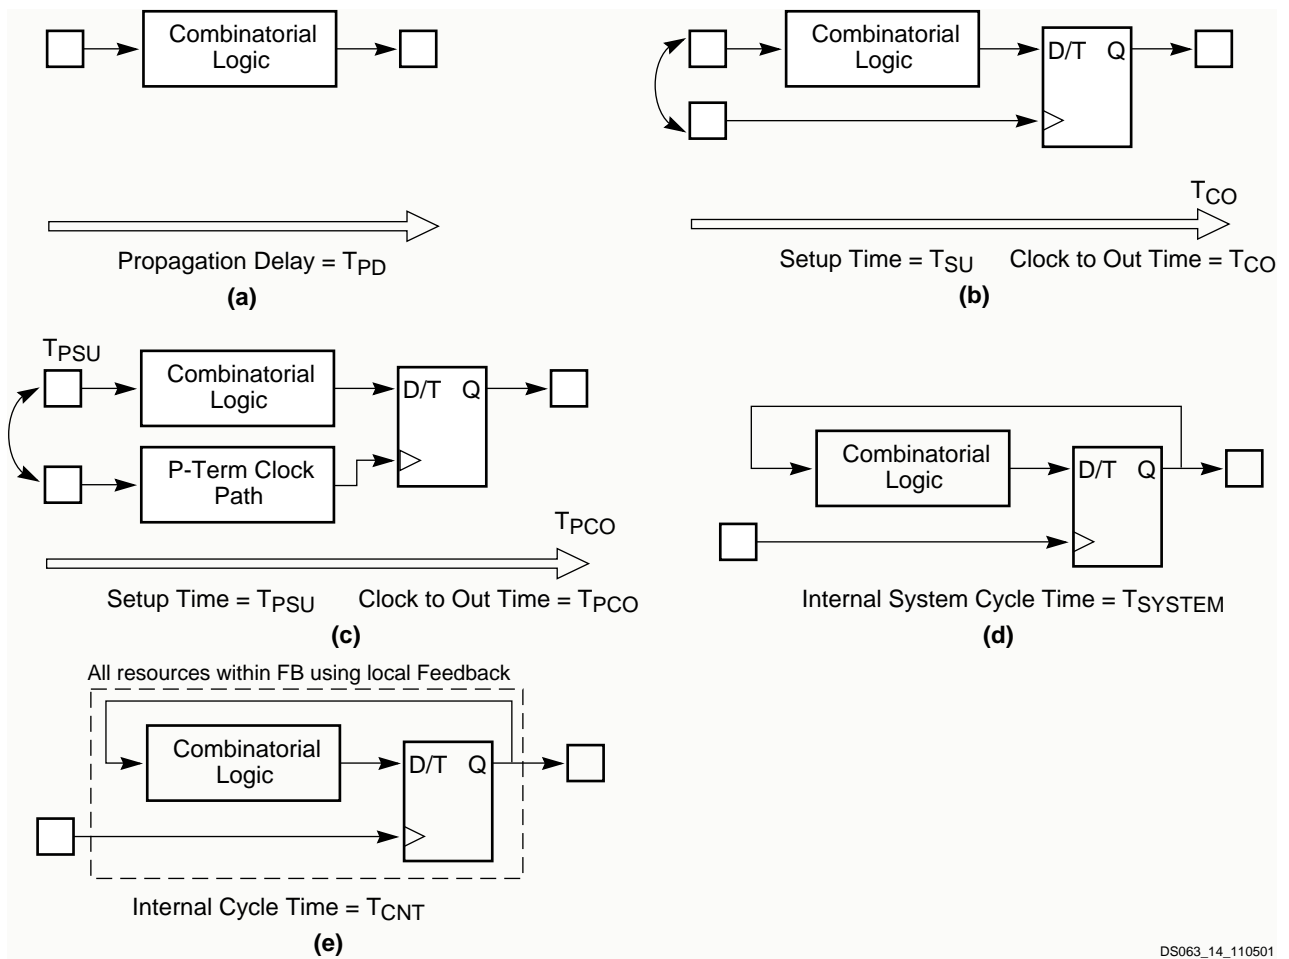 Combinatorial
Logic
Propagation Delay = TPD
(a)
Combinatorial
Logic
D/T Q
TCO
Setup Time = TSU Clock to Out Time = TCO
(b)
TPSU
Combinatorial
Logic
P-Term Clock
Path
D/T Q
TPCO
Setup Time = TPSU Clock to Out Time = TPCO
(c)
Combinatorial
Logic
D/T Q
Internal System Cycle Time = TSYSTEM
(d)
All resources within FB using local Feedback
Combinatorial
Logic
D/T Q
Internal Cycle Time = TCNT
(e)
DS063_14_110501